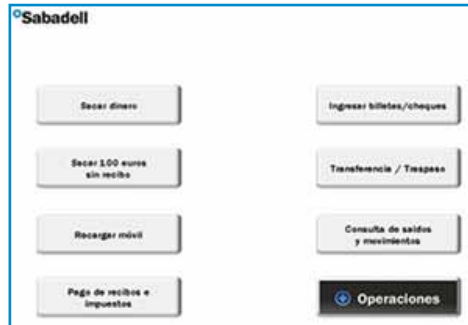 Sabadell
Sacar dinero
Ingresar billetes/cheques
Sacar 100 euros
sin recibo
Transferencia / Traspaso
Recargar móvil
Consulta de saldos
y movimientos
Pago de recibos e
impuestos
Operaciones